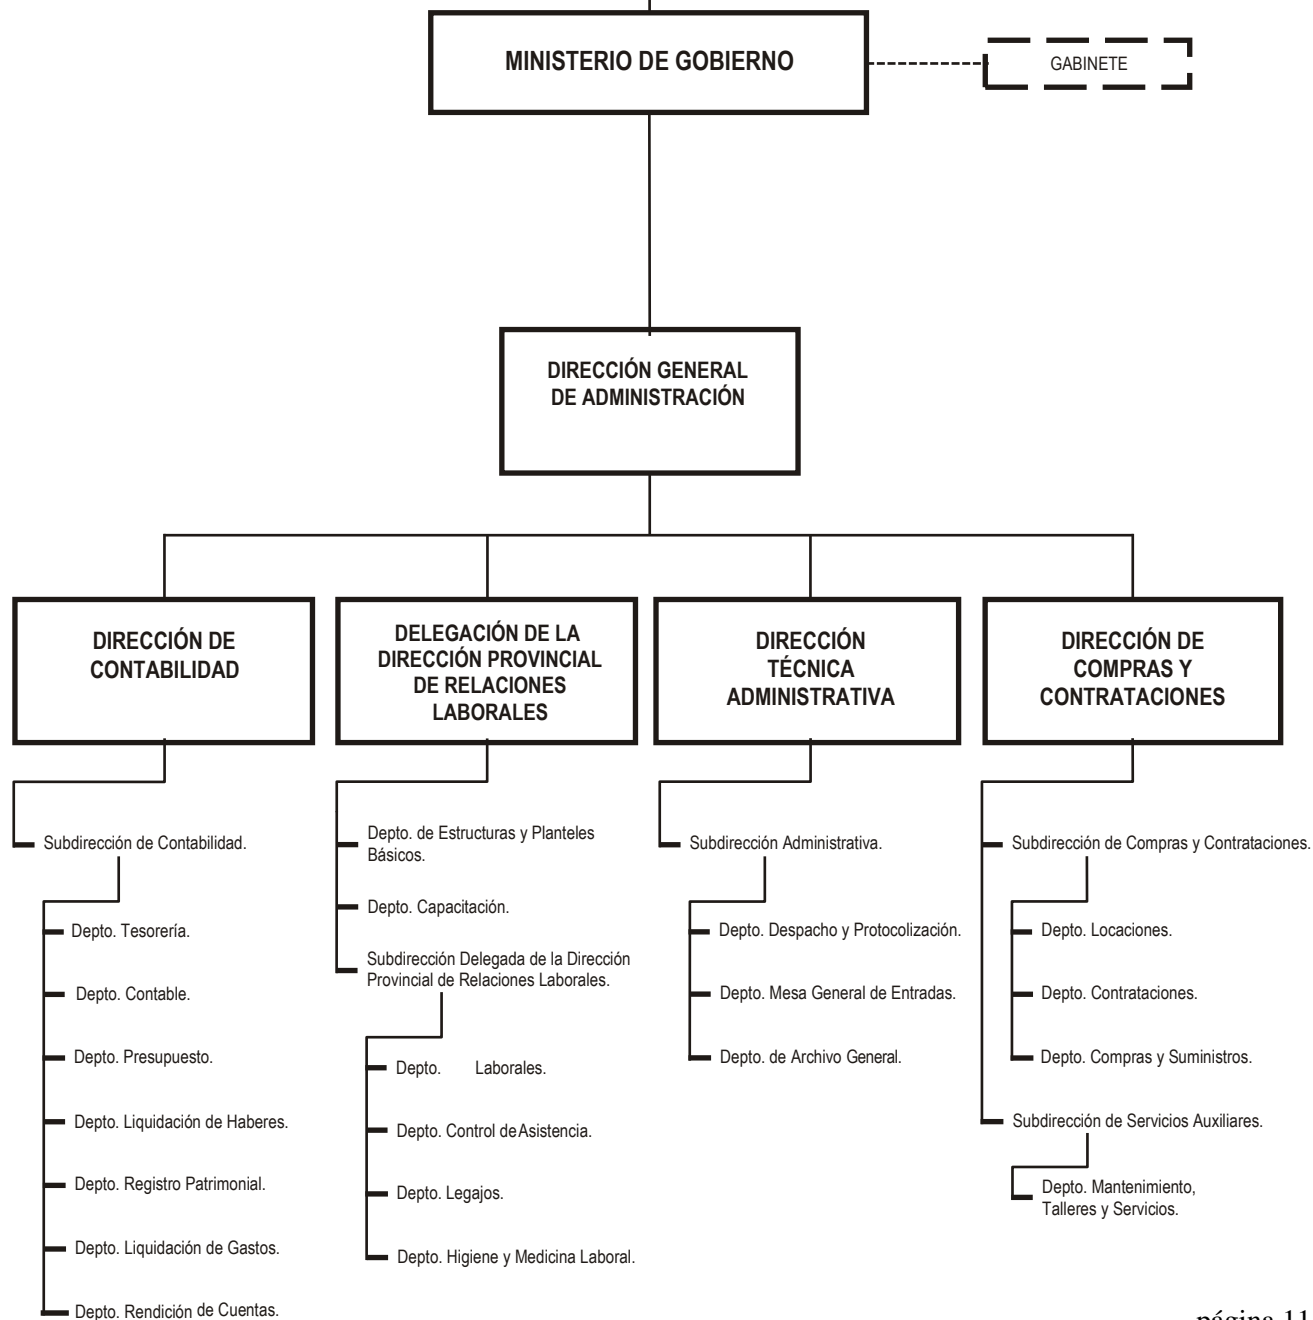 MINISTERIO DE GOBIERNO
GABINETE
DIRECCIÓN GENERAL
DE ADMINISTRACIÓN
DIRECCIÓN DE
CONTABILIDAD
DELEGACIÓN DE LA
DIRECCIÓN PROVINCIAL
DE RELACIONES
LABORALES
DIRECCIÓN
TÉCNICA
ADMINISTRATIVA
DIRECCIÓN DE
COMPRAS Y
CONTRATACIONES
Subdirección de Contabilidad.
Depto. Tesorería.
Depto. Contable.
Depto. Presupuesto.
Depto. Liquidación de Haberes.
Depto. Registro Patrimonial.
Depto. Liquidación de Gastos.
Depto. Rendición de Cuentas.
Depto. de Estructuras y Planteles
Básicos.
Depto. Capacitación.
Subdirección Delegada de la Dirección
Provincial de Relaciones Laborales.
Depto. Laborales.
Depto. Control de Asistencia.
Depto. Legajos.
Depto. Higiene y Medicina Laboral.
Subdirección Administrativa.
Depto. Despacho y Protocolización.
Depto. Mesa General de Entradas.
Depto. de Archivo General.
Subdirección de Compras y Contrataciones.
Depto. Locaciones.
Depto. Contrataciones.
Depto. Compras y Suministros.
Subdirección de Servicios Auxiliares.
Depto. Mantenimiento,
Talleres y Servicios.
página 11